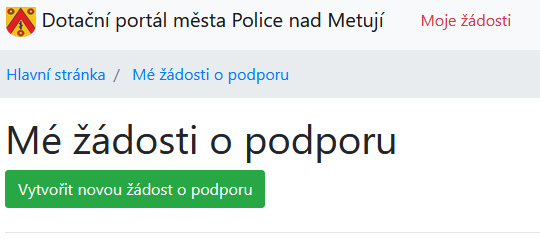 Dotační portál města Police nad Metují Moje žádosti
Hlavní stránka / Mé žádosti o podporu
Mé žádosti o podporu
Vytvořit novou žádost o podporu